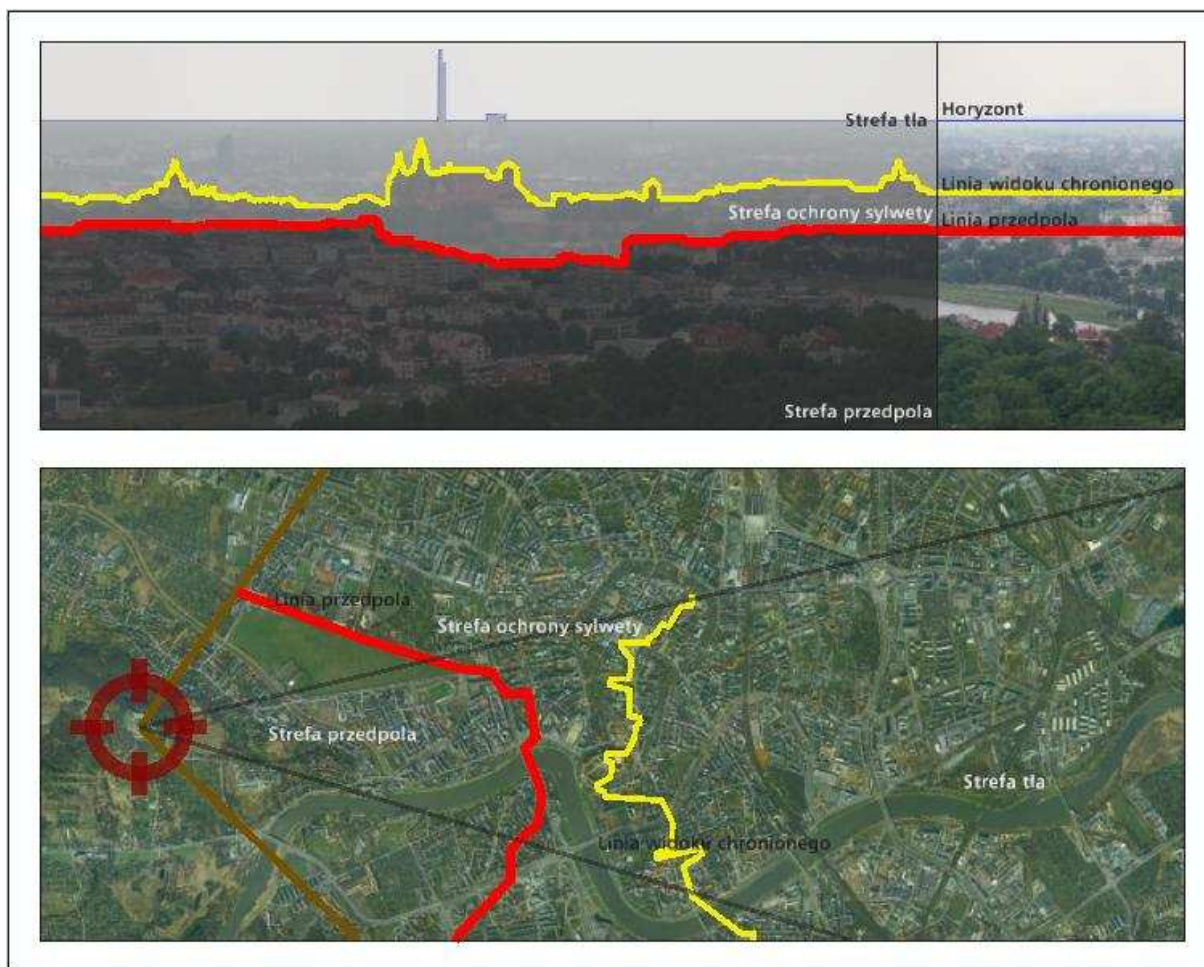 Horyzont
Strefa tła
Linia widoku chronionego
Strefa ochrony sylwety
Linia przedpola
Strefa przedpola
Linia przedpola
Strefa ochrony sylwety
Strefa przedpola
Strefa tła
Linia widoku chronionego